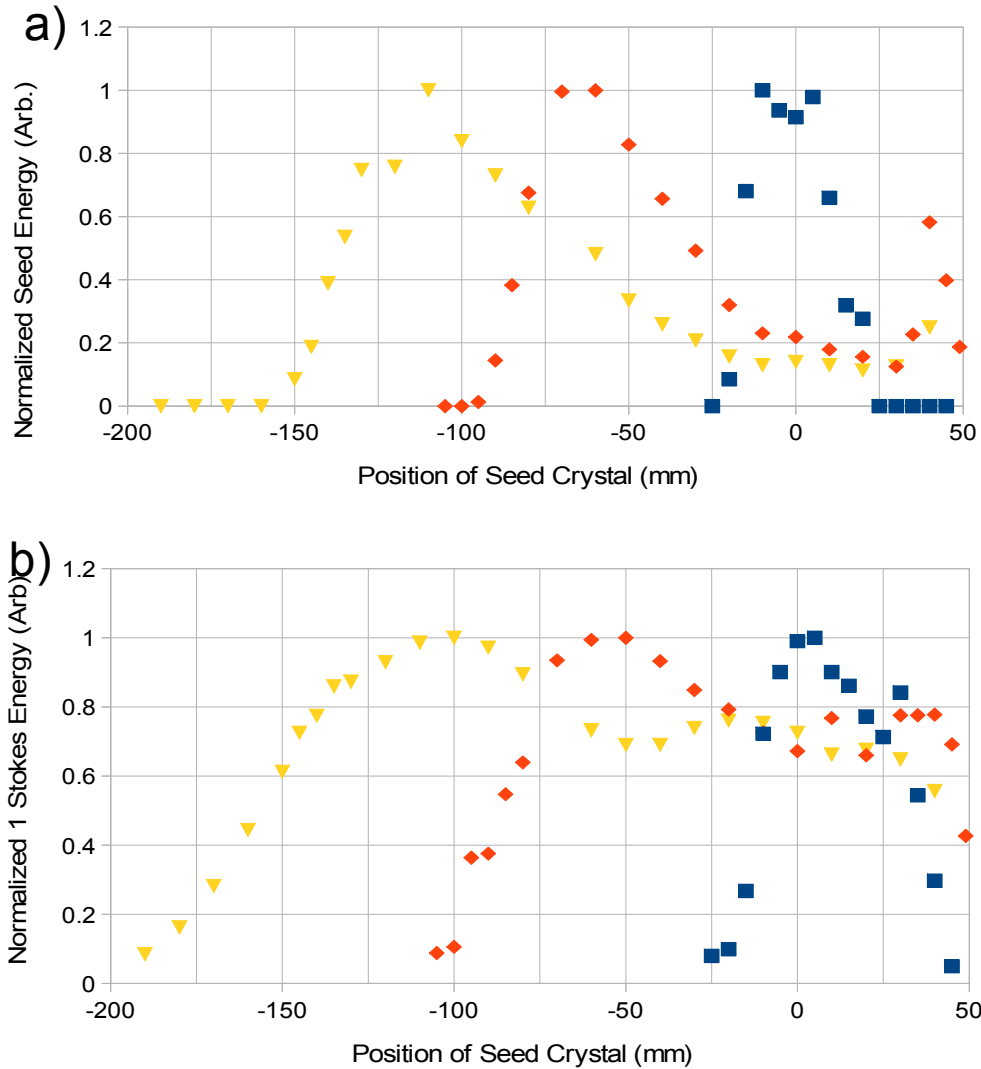 a)
1.2
1
0.8
0.6
0.4
0.2
0
Normalized Seed Energy (Arb.)
-200 -150 -100 -50 0 50
Position of Seed Crystal (mm)
b)
1.2
1
0.8
0.6
0.4
0.2
0
Normalized 1 Stokes Energy (Arb)
-200 -150 -100 -50 0 50
Position of Seed Crystal (mm)